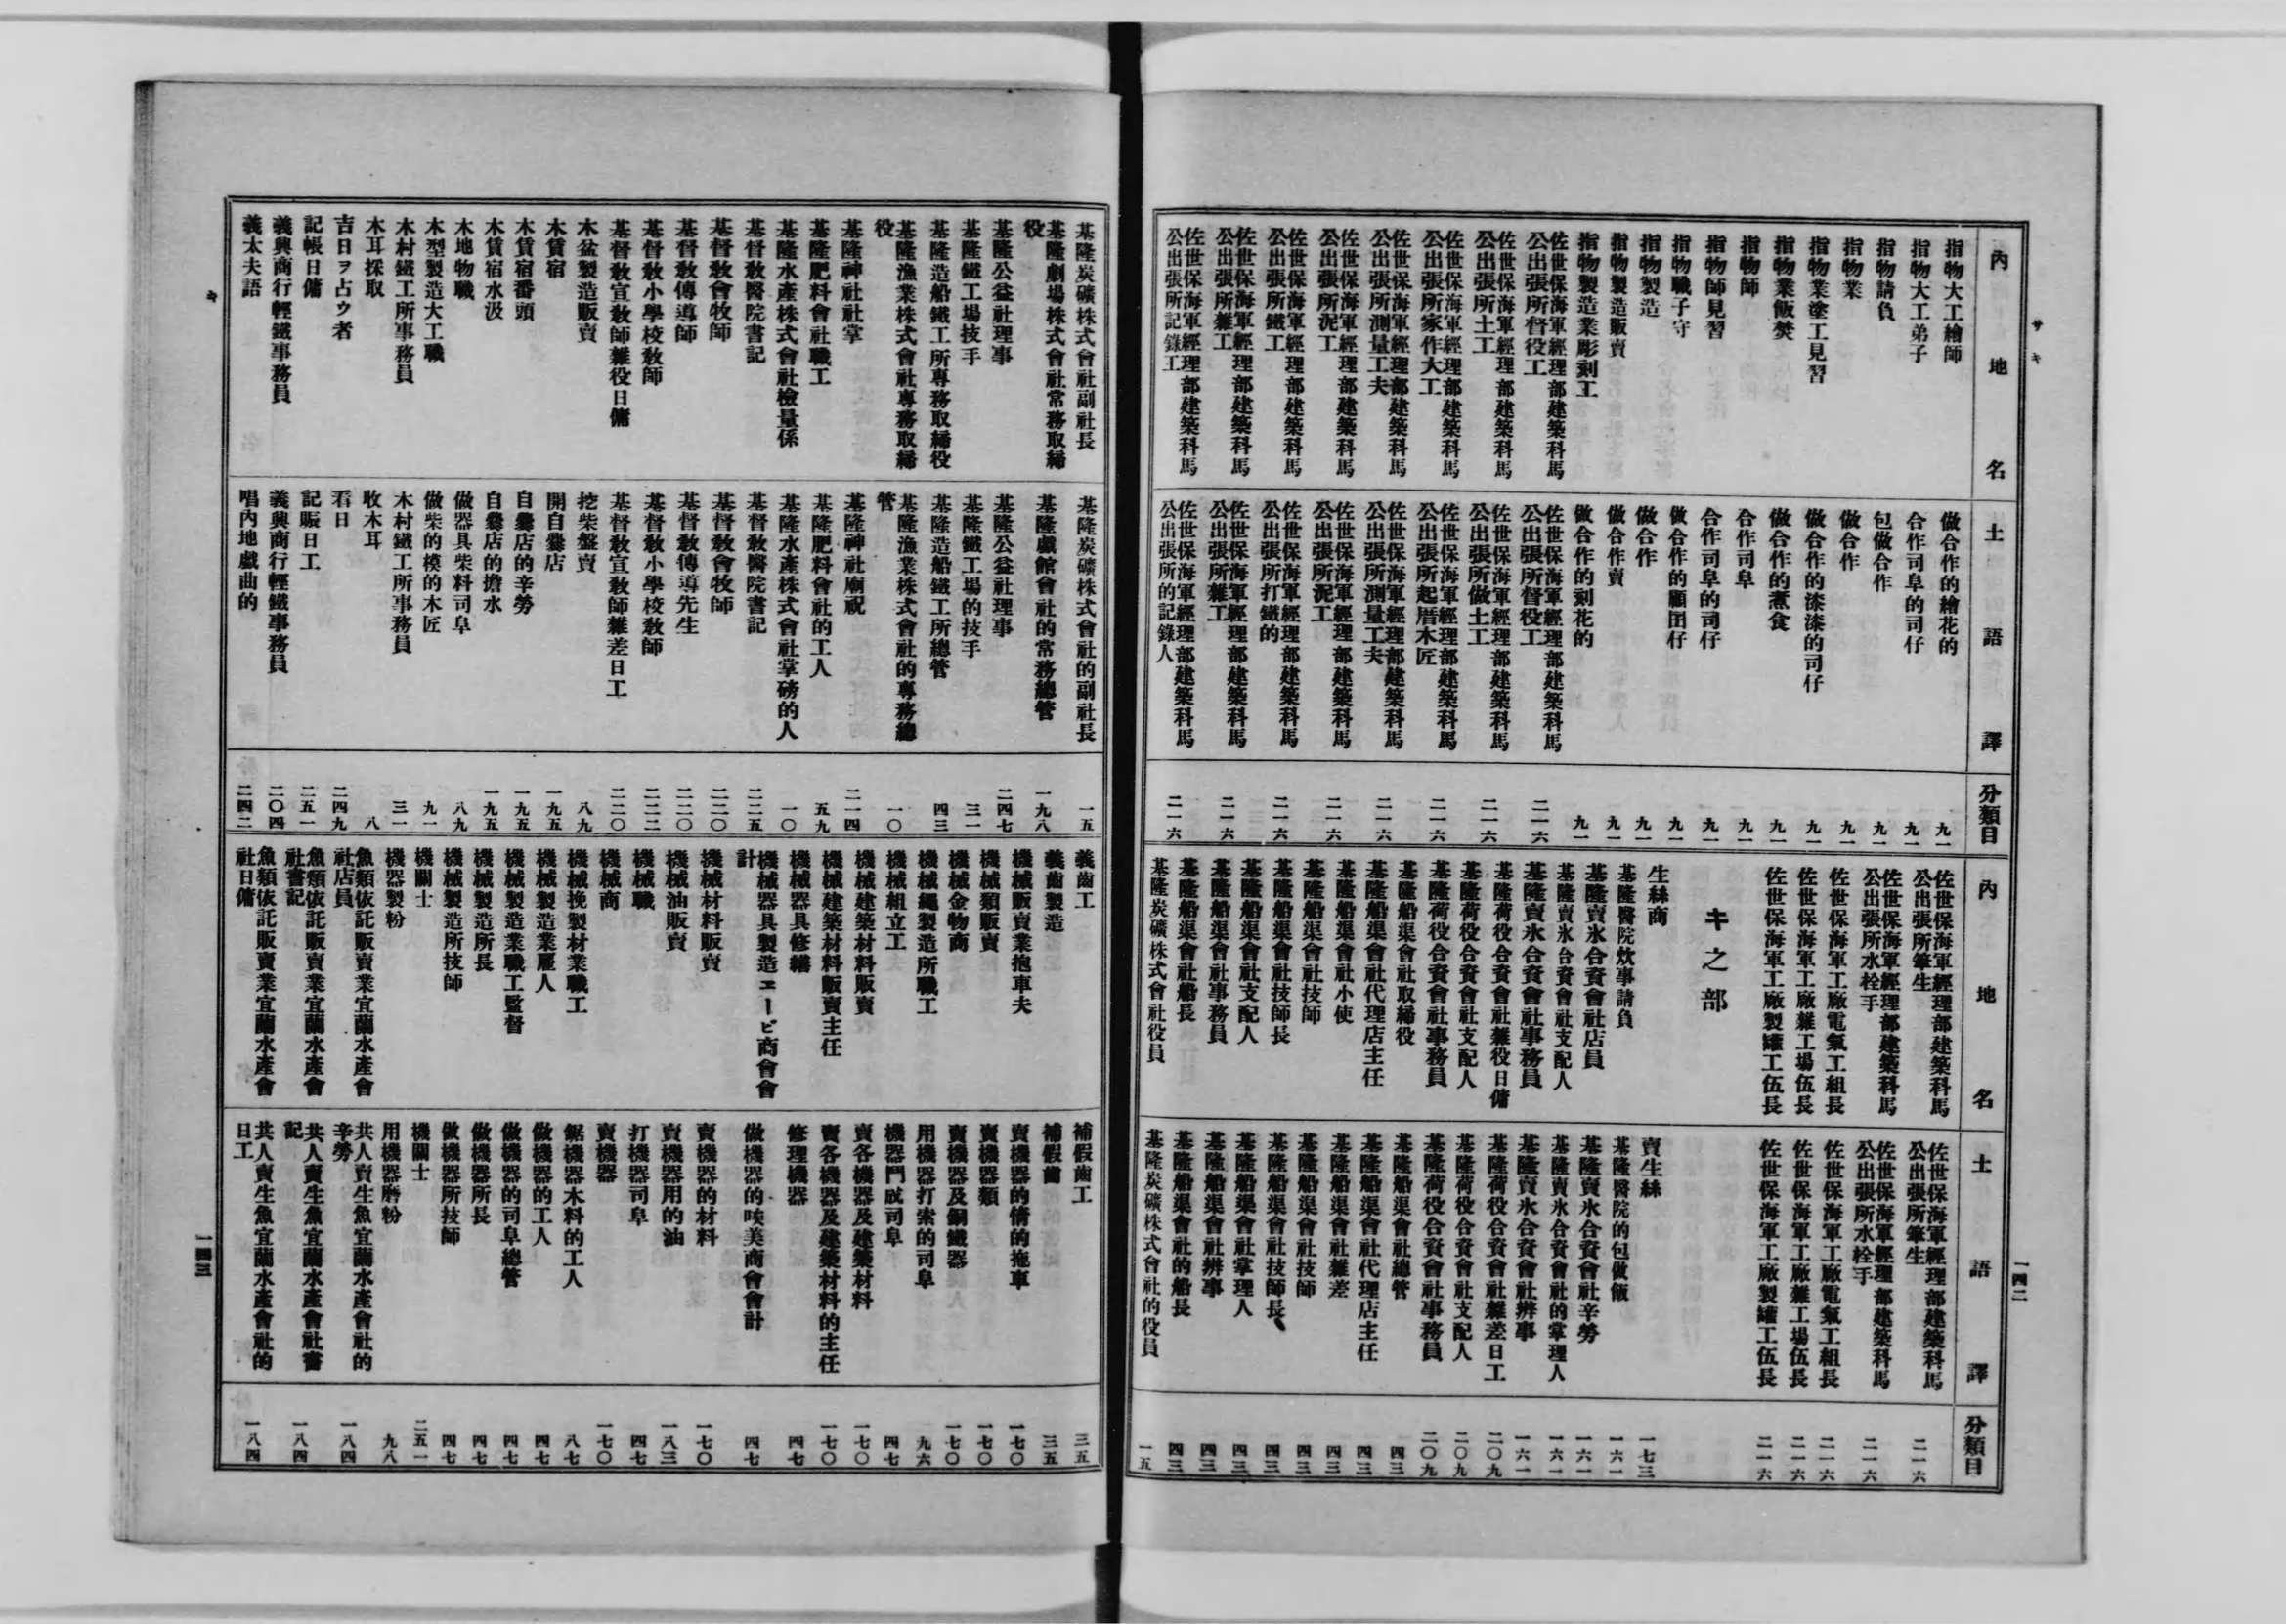 サキ
一四二
內地名
指物大工繪師
指物大工弟子
指物請負
指物業
指物業塗工見習
指物業飯焚
指物師
指物師見習
指物職子守
指物製造
指物製造販賣
指物製造業彫刻工
佐世保海軍經理部建築科馬
公出張所督役工
佐世保海軍經理部建築科馬
公出張所土工
佐世保海軍經理部建築科馬
公出張所家作大工
佐世保海軍經理部建築科馬
公出張所測量工夫
佐世保海軍經理部建築科馬
公出張所泥工
佐世保海軍經理部建築科馬
公出張所鐵工
佐世保海軍經理部建築科馬
公出張所雜工
佐世保海軍經理部建築科馬
公出張所記錄工
土語譯
做合作的繪花的
合作司阜的司仔
包做合作
做合作
做合作的漆漆的司仔
做合作的煮食
合作司阜
合作司阜的司仔
做合作的顧囝仔
做合作
做合作賣
做合作的刻花的
佐世保海軍經理部建築科馬
公出張所督役工
佐世保海軍經理部建築科馬
公出張所做土工
佐世保海軍經理部建築科馬
公出張所起厝木匠
佐世保海軍經理部建築科馬
公出張所測量工夫
佐世保海軍經理部建築科馬
公出張所泥工
佐世保海軍經理部建築科馬
公出張所打鐵的
佐世保海軍經理部建築科馬
公出張所雜工
佐世保海軍經理部建築科馬
公出張所的記錄人
分類目
九一
九一
九一
九一
九一
九一
九一
九一
九一
九一
九一
九一
二一六
二一六
二一六
二一六
二一六
二一六
二一六
二一六
內地名
佐世保海軍經理部建築科馬
公出張所筆生
佐世保海軍經理部建築科馬
公出張所水栓手
佐世保海軍工廠電氣工組長
佐世保海軍工廠雜工場伍長
佐世保海軍工廠製罐工伍長
キ之部
生絲商
基隆醫院炊事請負
基隆賣氷合資會社店員
基隆賣氷合資會社支配人
基隆賣氷合資會社事務員
基隆荷役合資會社雜役日傭
基隆荷役合資會社支配人
基隆荷役合資會社事務員
基隆船渠會社取締役
基隆船渠會社代理店主任
基隆船渠會社小使
基隆船渠會社技師
基隆船渠會社技師長
基隆船渠會社支配人
基隆船渠會社事務員
基隆船渠會社船長
基隆炭礦株式會社役員
土語譯
佐世保海軍經理部建築科馬
公出張所筆生
佐世保海軍經理部建築科馬
公出張所水栓手
佐世保海軍工廠電氣工組長
佐世保海軍工廠雜工場伍長
佐世保海軍工廠製罐工伍長
賣生絲
基隆醫院的包做飯
基隆賣氷合資會社辛勞
基隆賣氷合資會社的掌理人
基隆賣氷合資會社辨事
基隆荷役合資會社雜差日工
基隆荷役合資會社支配人
基隆荷役合資會社事務員
基隆船渠會社總管
基隆船渠會社代理店主任
基隆船渠會社雜差
基隆船渠會社技師
基隆船渠會社技師長
基隆船渠會社掌理人
基隆船渠會社辨事
基隆船渠會社的船長
基隆炭礦株式會社的役員
分類目
二一六
二一六
二一六
二一六
二一六
一七三
一六一
一六一
一六一
一六一
二〇九
二〇九
二〇九
四三
四三
四三
四三
四三
四三
四三
四三
一五
基隆炭礦株式會社副社長
基隆劇場株式會社常務取締
役
基隆公益社理事
基隆鐵工場技手
基隆造船鐵工所專務取締役
基隆漁業株式會社專務取締
役
基隆神社社掌
基隆肥料會社職工
基隆水產株式會社檢量係
基督敎醫院書記
基督敎會牧師
基督敎傳導師
基督敎小學校敎師
基督敎宣敎師雜役日傭
木盆製造販賣
木賃宿
木賃宿番頭
木賃宿水汲
木地物職
木型製造大工職
木村鐵工所事務員
木耳採取
吉日ヲ占ウ者
記帳日傭
義興商行輕鐵事務員
義太夫語
基隆炭礦株式會社的副社長
基隆戲館會社的常務總管
基隆公益社理事
基隆鐵工場的技手
基隆造船鐵工所總管
基隆漁業株式會社的專務總
管
基隆神社廟祝
基隆肥料會社的工人
基隆水產株式會社掌磅的人
基督敎醫院書記
基督敎會牧師
基督敎傳導先生
基督敎小學校敎師
基督敎宣敎師雜差日工
挖柴盤賣
開自㸑店
自㸑店的辛勞
自㸑店的擔水
做器具柴料司阜
做柴的模的木匠
木村鐵工所事務員
收木耳
看日
記賬日工
義興商行輕鐵事務員
唱內地戲曲的
一五
一九八
二四七
三一
四三
一〇
二一四
五九
一〇
二二五
二二〇
二二〇
二二二
二二〇
八九
一九五
一九五
一九五
八九
九一
三一
八
二四九
二五一
二〇四
二四二
義齒工
義齒製造
機械販賣業抱車夫
機械類販賣
機械金物商
機械繩製造所職工
機械組立工
機械建築材料販賣
機械建築材料販賣主任
機械器具修繕
機械器具製造エービ商會會
計
機械材料販賣
機械油販賣
機械職
機械商
機械挽製材業職工
機械製造業雇人
機械製造業職工監督
機械製造所長
機械製造所技師
機關士
機器製粉
魚類依託販賣業宜蘭水產會
社店員
魚類依託販賣業宜蘭水產會
社書記
魚類依託販賣業宜蘭水產會
社日傭
補假齒工
補假齒
賣機器的倩的拖車
賣機器類
賣機器及銅鐵器
用機器打索的司阜
機器鬥成司阜
賣各機器及建築材料
賣各機器及建築材料的主任
修理機器
做機器的唉美商會會計
賣機器的材料
賣機器用的油
打機器司阜
賣機器
鋸機器木料的工人
做機器的工人
做機器的司阜總管
做機器所長
做機器所技師
機關士
用機器磨粉
共人賣生魚宜蘭水產會社的
辛勞
共人賣生魚宜蘭水產會社書
記
共人賣生魚宜蘭水產會社的
日工
三五
三五
一七〇
一七〇
一七〇
九六
四七
一七〇
一七〇
四七
四七
一七〇
一八三
四七
一七〇
八七
四七
四七
四七
四七
二五一
九八
一八四
一八四
一八四
キ
一四三